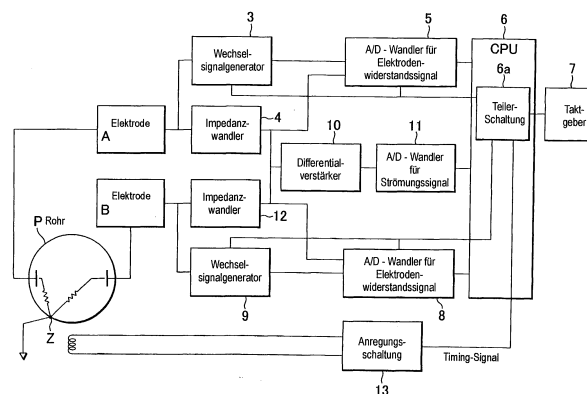 3
5
6
CPU
Wechsel-
signalgenerator
A/D - Wandler für
Elektroden-
widerstandssignal
6a
7
Teiler-
Schaltung
Takt-
geber
4
Elektrode
A
Impedanz-
wandler
10
11
Differential-
verstärker
A/D - Wandler für
Strömungssignal
Elektrode
B
Impedanz-
wandler
12
P Rohr
Wechsel-
signalgenerator
A/D - Wandler für
Elektroden-
widerstandssignal
9
8
Z
Anregungs-
schaltung
Timing-Signal
13